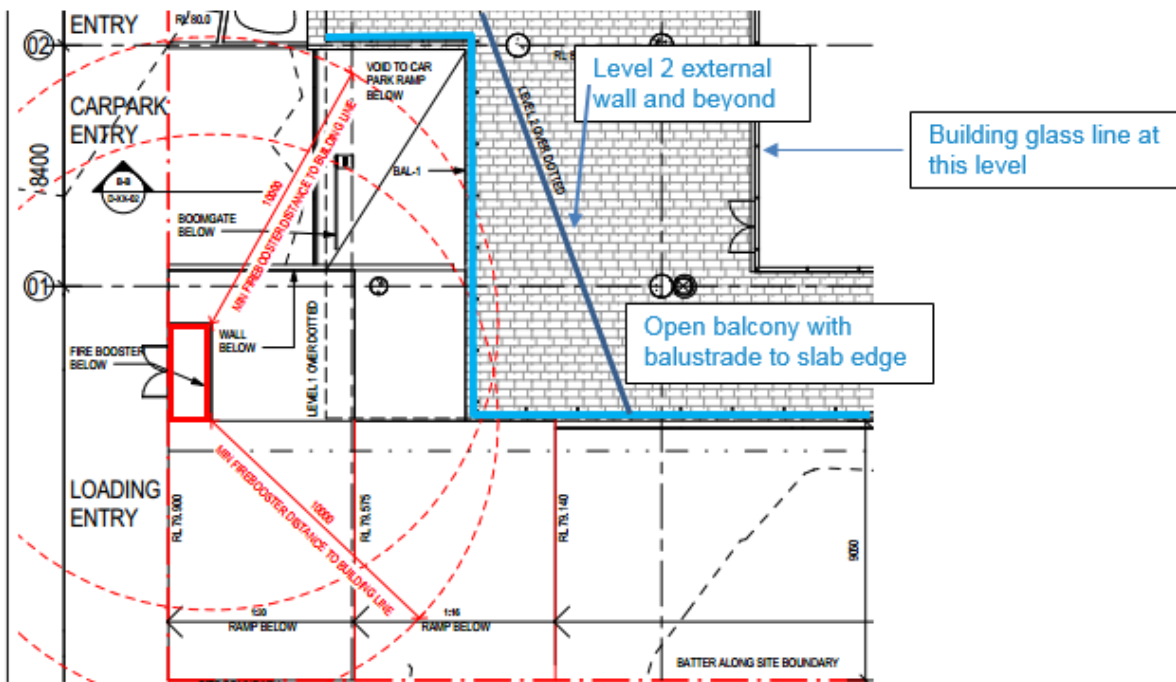 ENTRY
RL 80.0
02
CARPARK
ENTRY
8400
B-B
D-XX-02
VOID TO CAR
PARK RAMP
BELOW
BAL-1
BOOMGATE
BELOW
10000
MIN FIREBOOSTER DISTANCE TO BUILDING LINE
LEVEL 2 OVER DOTTED
Level 2 external
wall and beyond
Building glass line at
this level
01
FIRE BOOSTER
BELOW
WALL
BELOW
LEVEL 1 OVER DOTTED
Open balcony with
balustrade to slab edge
LOADING
ENTRY
RL 79.900
RL 79.575
RL 79.140
10000
MIN FIREBOOSTER DISTANCE TO BUILDING LINE
9050
1:20
RAMP BELOW
1:16
RAMP BELOW
BATTER ALONG SITE BOUNDARY